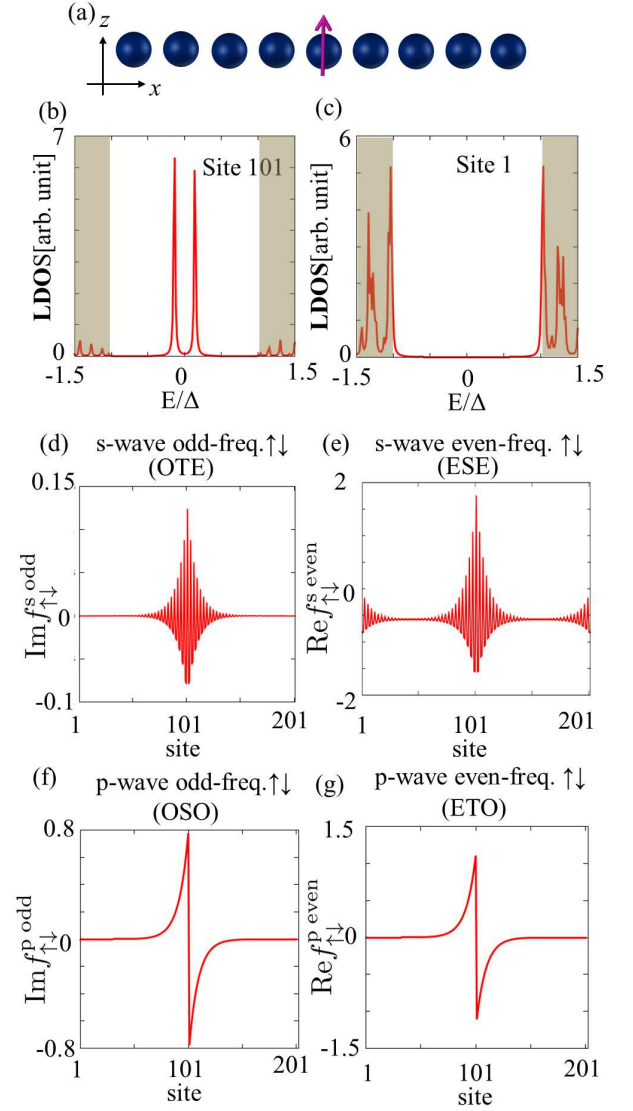 (a)
z
x
(b)
(c)
7
6
Site 101
Site 1
LDOS[arb. unit]
LDOS[arb. unit]
0
0
-1.5 0 1.5
-1.5 0 1.5
E/Δ
E/Δ
(d) s-wave odd-freq.↑↓
(OTE)
(e) s-wave even-freq. ↑↓
(ESE)
0.15
0
-0.1
Im f↑↓^s odd
1 101 201
site
2
0
-2
Re f↑↓^s even
1 101 201
site
(f) p-wave odd-freq.↑↓
(OSO)
(g) p-wave even-freq. ↑↓
(ETO)
0.8
0
-0.8
Im f↑↓^p odd
1 101 201
site
1.5
0
-1.5
Re f↑↓^p even
1 101 201
site